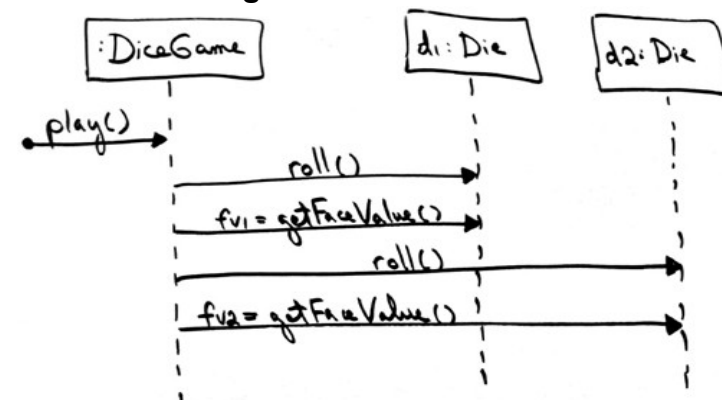 :DiceGame
d1: Die
d2: Die
play()
roll()
fv1 = getFaceValue()
roll()
fv2 = getFaceValue()